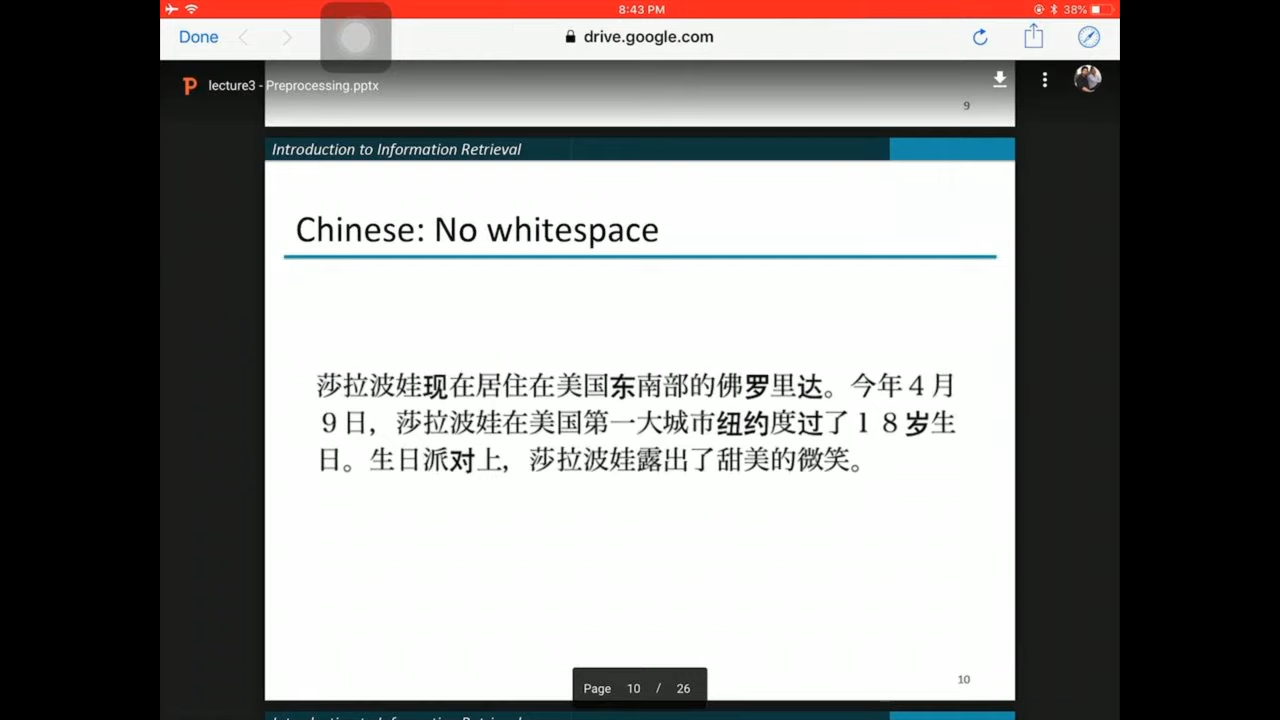 8:43 PM
38%
Done
drive.google.com
lecture3 - Preprocessing.pptx
9
Introduction to Information Retrieval
Chinese: No whitespace
莎拉波娃现在居住在美国东南部的佛罗里达。今年４月
９日，莎拉波娃在美国第一大城市纽约度过了１８岁生
日。生日派对上，莎拉波娃露出了甜美的微笑。
10
Page 10 / 26
Introduction to Information Retrieval